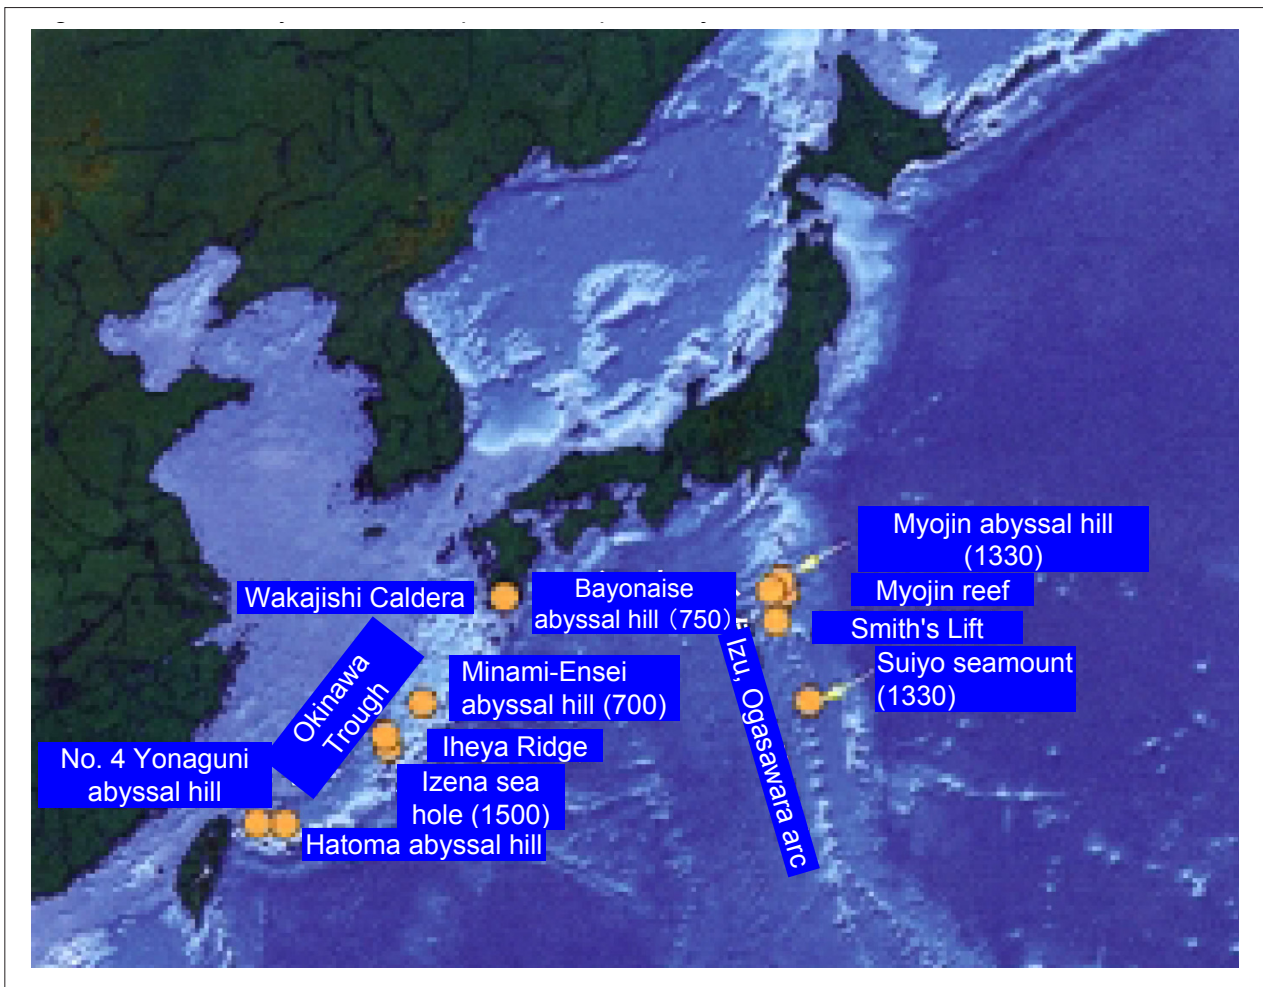 Myojin abyssal hill
(1330)
Wakajishi Caldera
Bayonaise
abyssal hill (750)
Myojin reef
Smith's Lift
Okinawa
Trough
Minami-Ensei
abyssal hill (700)
Izu, Ogasawara arc
Suiyo seamount
(1330)
No. 4 Yonaguni
abyssal hill
Iheya Ridge
Izena sea
hole (1500)
Hatoma abyssal hill